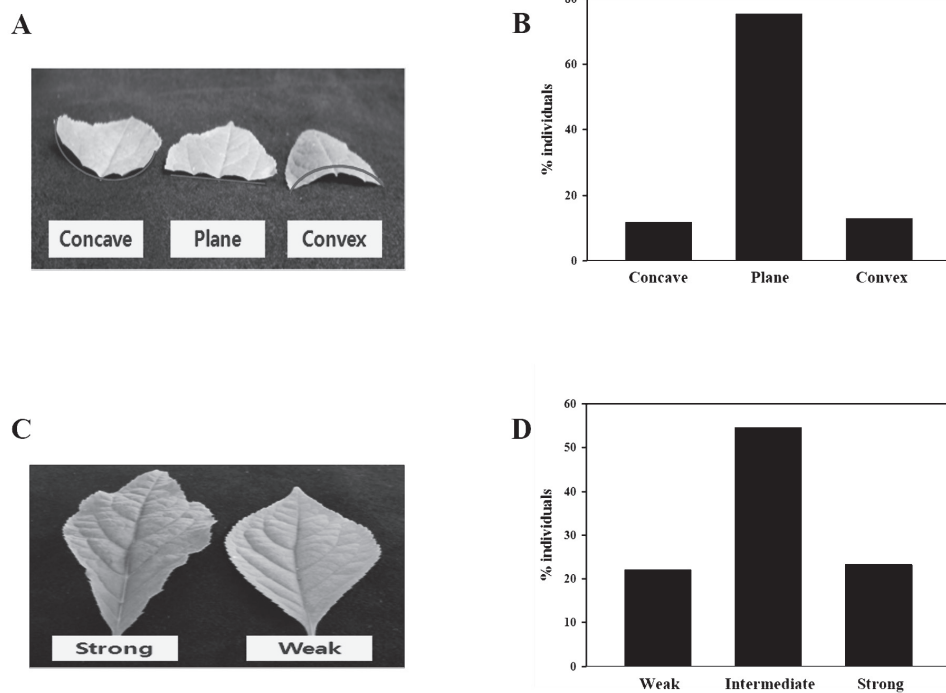 A
Concave
Plane
Convex
B
80
60
40
20
0
% individuals
Concave
Plane
Convex
C
Strong
Weak
D
60
50
40
30
20
10
0
% individuals
Weak
Intermediate
Strong